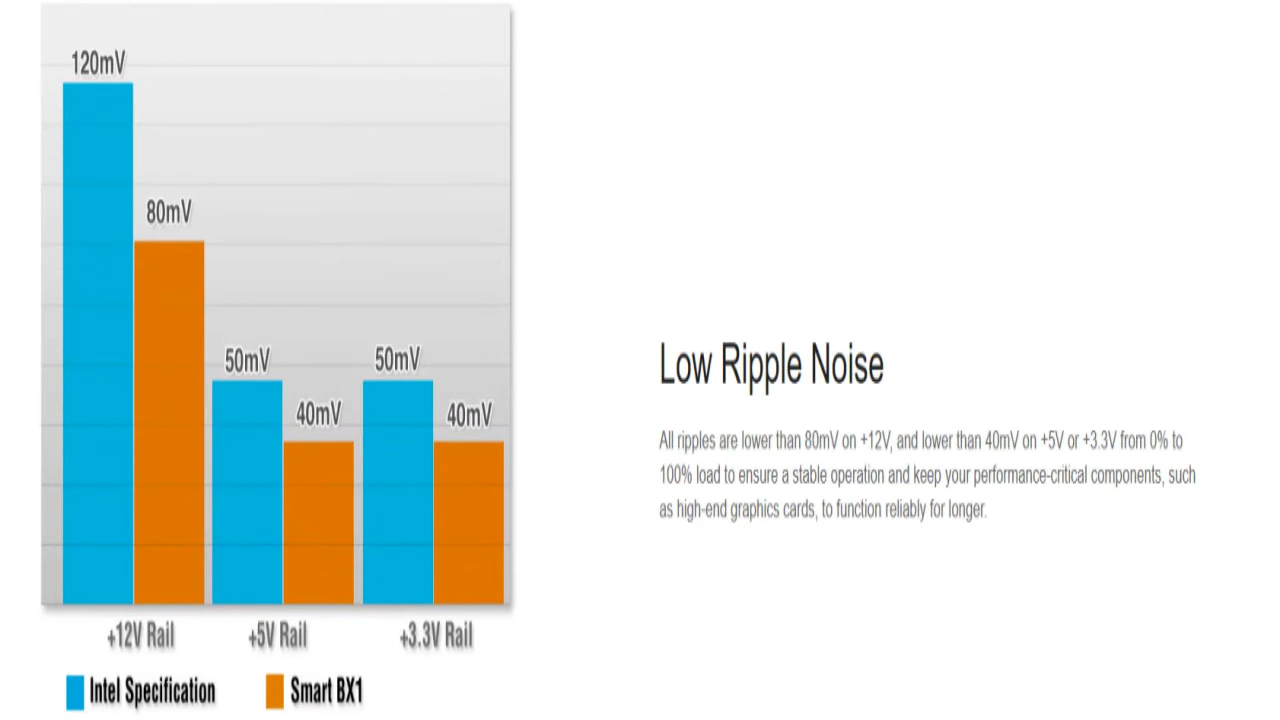 120mV
80mV
50mV
40mV
50mV
40mV
+12V Rail
+5V Rail
+3.3V Rail
Intel Specification
Smart BX1
Low Ripple Noise
All ripples are lower than 80mV on +12V, and lower than 40mV on +5V or +3.3V from 0% to
100% load to ensure a stable operation and keep your performance-critical components, such
as high-end graphics cards, to function reliably for longer.